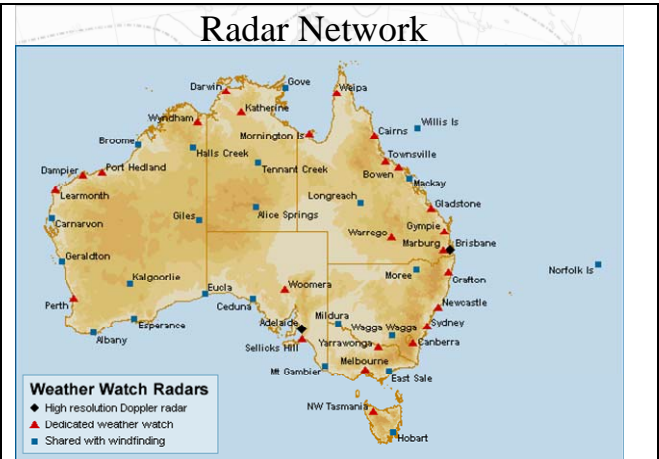 Radar Network
Darwin
Gove
Weipa
Katherine
Wyndham
Mornington Is
Cairns
Willis Is
Broome
Halls Creek
Tennant Creek
Townsville
Bowen
Mackay
Dampier
Port Hedland
Learmonth
Longreach
Gladstone
Carnarvon
Giles
Alice Springs
Gympie
Warrego
Marburg
Brisbane
Geraldton
Moree
Norfolk Is
Kalgoorlie
Woomera
Grafton
Eucla
Ceduna
Perth
Newcastle
Mildura
Adelaide
Wagga Wagga
Sydney
Esperance
Albany
Sellicks Hill
Yarrawonga
Canberra
Melbourne
Mt Gambier
East Sale
NW Tasmania
Hobart
Weather Watch Radars
High resolution Doppler radar
Dedicated weather watch
Shared with windfinding